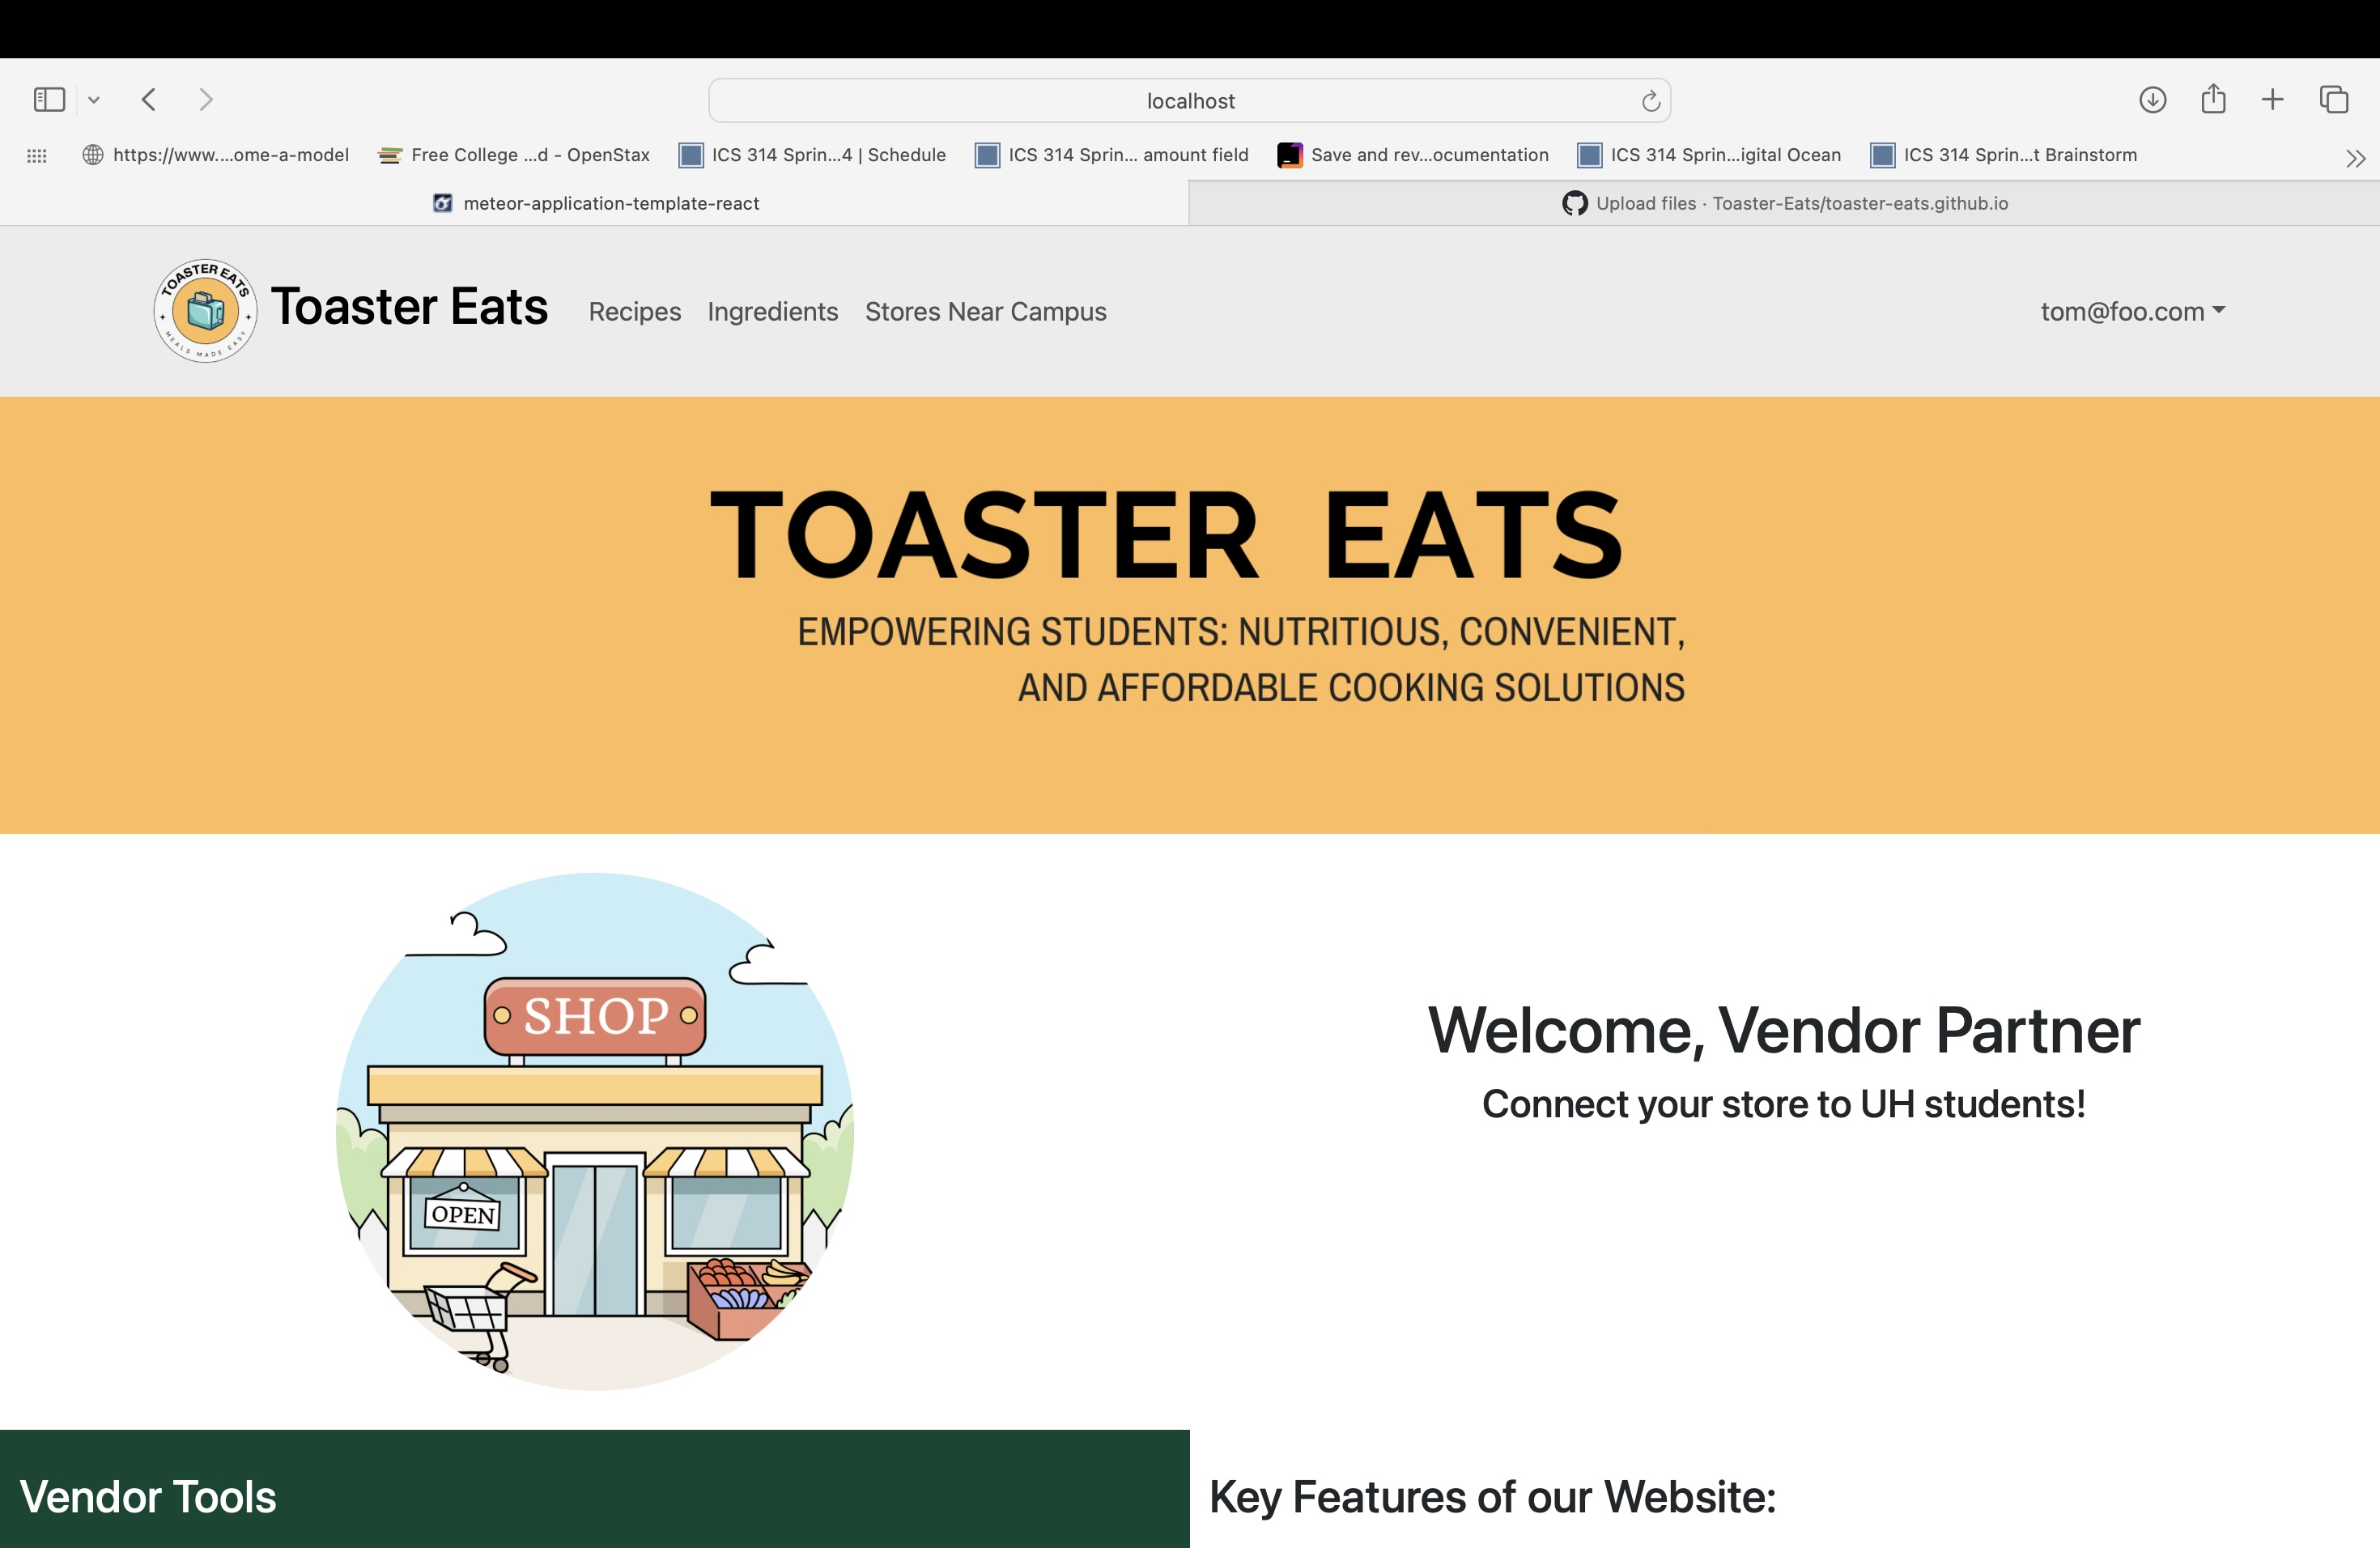 localhost
https://www....ome-a-model
Free College ...d - OpenStax
ICS 314 Sprin...4 | Schedule
ICS 314 Sprin... amount field
Save and rev...ocumentation
ICS 314 Sprin...igital Ocean
ICS 314 Sprin...t Brainstorm
meteor-application-template-react
Upload files · Toaster-Eats/toaster-eats.github.io
TOASTER EATS
MEALS MADE EASY
Toaster Eats
Recipes
Ingredients
Stores Near Campus
tom@foo.com
TOASTER EATS
EMPOWERING STUDENTS: NUTRITIOUS, CONVENIENT,
AND AFFORDABLE COOKING SOLUTIONS
SHOP
OPEN
Welcome, Vendor Partner
Connect your store to UH students!
Vendor Tools
Key Features of our Website: